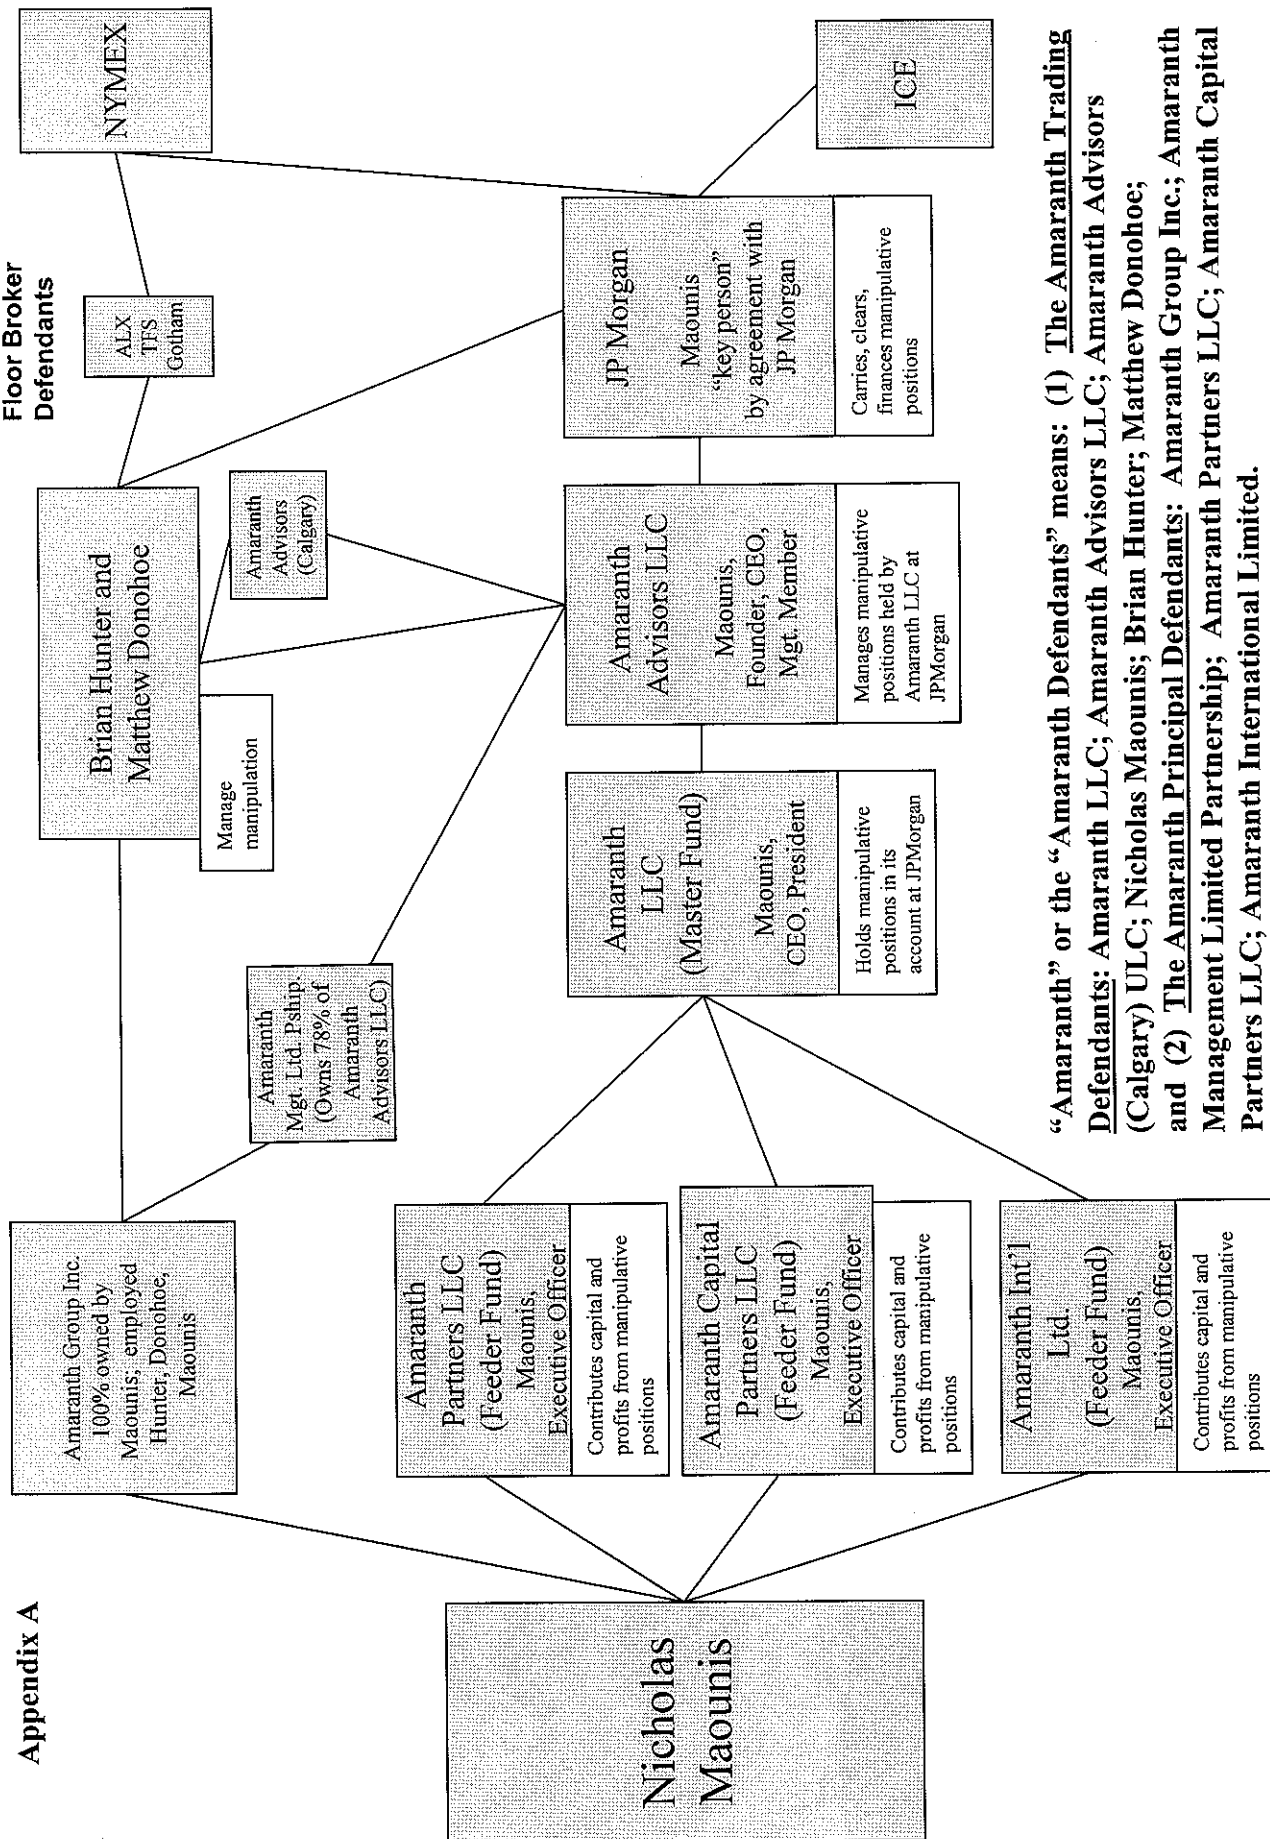 Appendix A
Nicholas
Maounis
Amaranth Group Inc.
100% owned by
Maounis; employed
Hunter, Donohoe,
Maounis
Amaranth
Partners LLC
(Feeder Fund)
Maounis,
Executive Officer
Contributes capital and
profits from manipulative
positions
Amaranth Capital
Partners LLC
(Feeder Fund)
Maounis,
Executive Officer
Contributes capital and
profits from manipulative
positions
Amaranth Int'l
Ltd.
(Feeder Fund)
Maounis,
Executive Officer
Contributes capital and
profits from manipulative
positions
Amaranth
Mgt. Ltd. Pship.
(Owns 78% of
Amaranth
Advisors LLC)
Amaranth
LLC
(Master Fund)
Maounis,
CEO, President
Holds manipulative
positions in its
account at JPMorgan
Brian Hunter and
Matthew Donohoe
Manage
manipulation
Amaranth
Advisors
(Calgary)
Amaranth
Advisors LLC
Maounis,
Founder, CEO,
Mgt. Member
Manages manipulative
positions held by
Amaranth LLC at
JPMorgan
Floor Broker
Defendants
ALX
TFS
Gotham
JP Morgan
Maounis
“key person”
by agreement with
JP Morgan
Carries, clears,
finances manipulative
positions
NYMEX
ICE
“Amaranth” or the “Amaranth Defendants” means: (1) The Amaranth Trading
Defendants: Amaranth LLC; Amaranth Advisors LLC; Amaranth Advisors
(Calgary) ULC; Nicholas Maounis; Brian Hunter; Matthew Donohoe;
and (2) The Amaranth Principal Defendants: Amaranth Group Inc.; Amaranth
Management Limited Partnership; Amaranth Partners LLC; Amaranth Capital
Partners LLC; Amaranth International Limited.